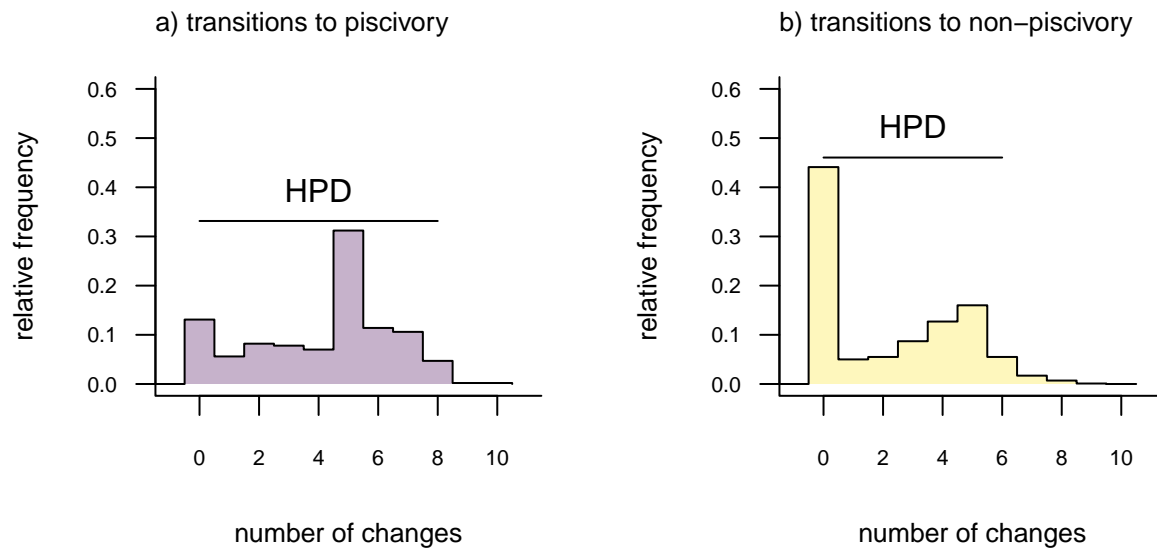 a) transitions to piscivory
relative frequency
0.6
0.5
0.4
0.3
0.2
0.1
0.0
HPD
0 2 4 6 8 10
number of changes
b) transitions to non−piscivory
relative frequency
0.6
0.5
0.4
0.3
0.2
0.1
0.0
HPD
0 2 4 6 8 10
number of changes